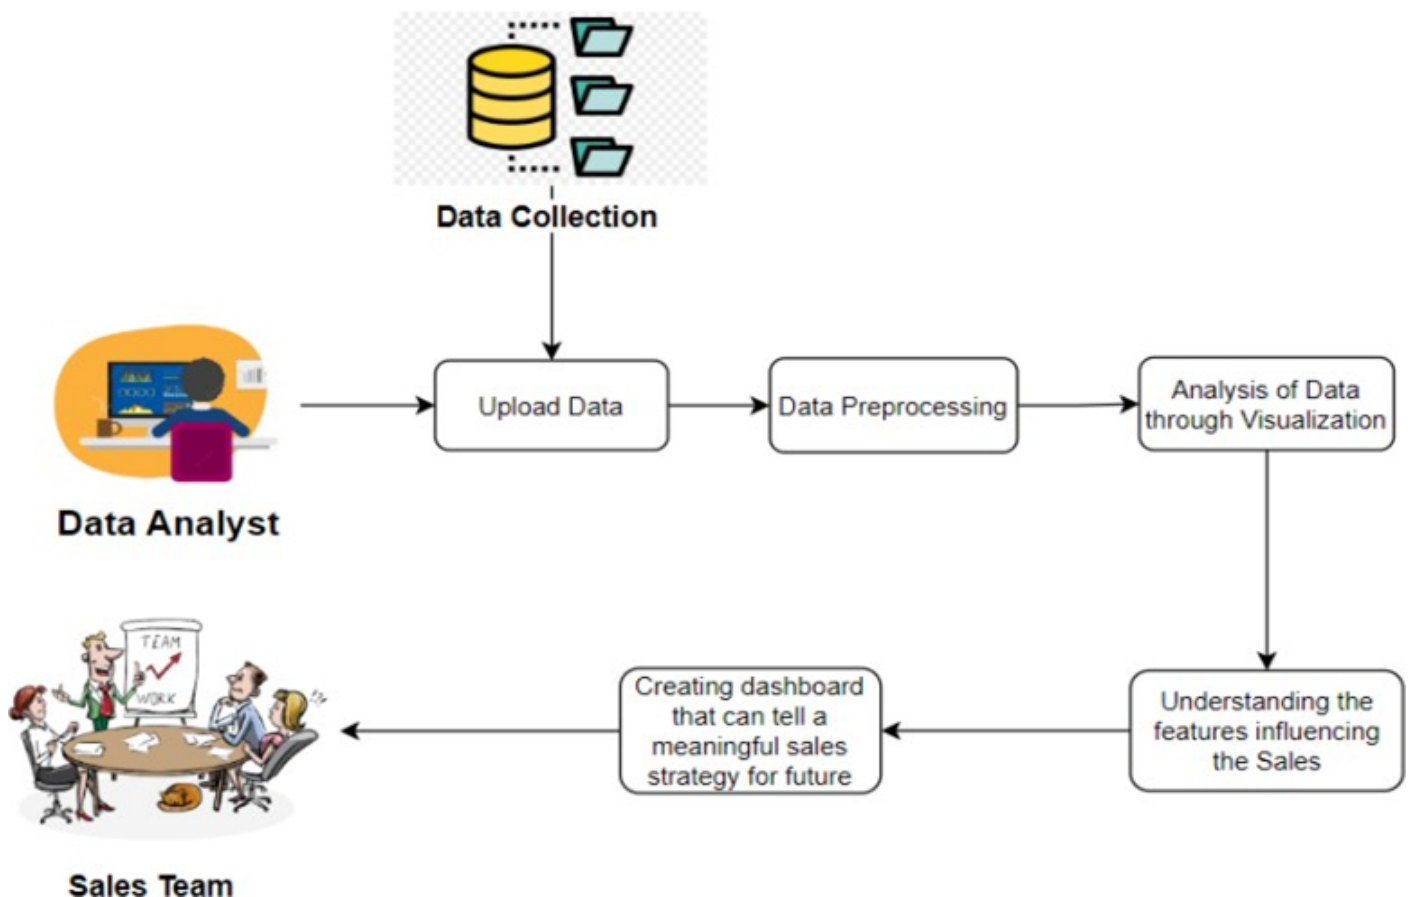 Data Collection
Data Analyst
Upload Data
Data Preprocessing
Analysis of Data
through Visualization
Understanding the
features influencing
the Sales
Creating dashboard
that can tell a
meaningful sales
strategy for future
TEAM
WORK
!?!
Sales Team